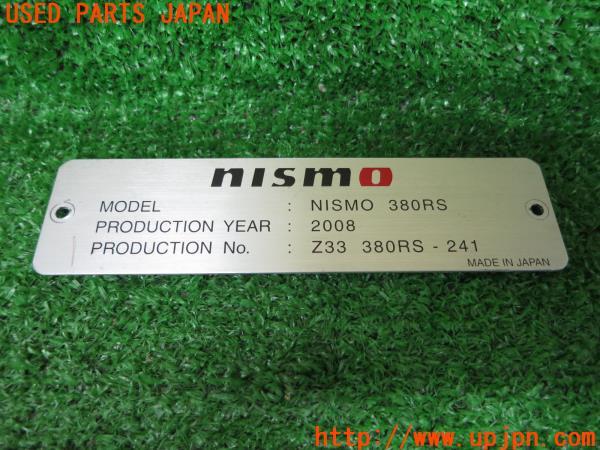 USED PARTS JAPAN
nismo
MODEL : NISMO 380RS
PRODUCTION YEAR : 2008
PRODUCTION No. : Z33 380RS - 241
MADE IN JAPAN
http://www.upjpn.com